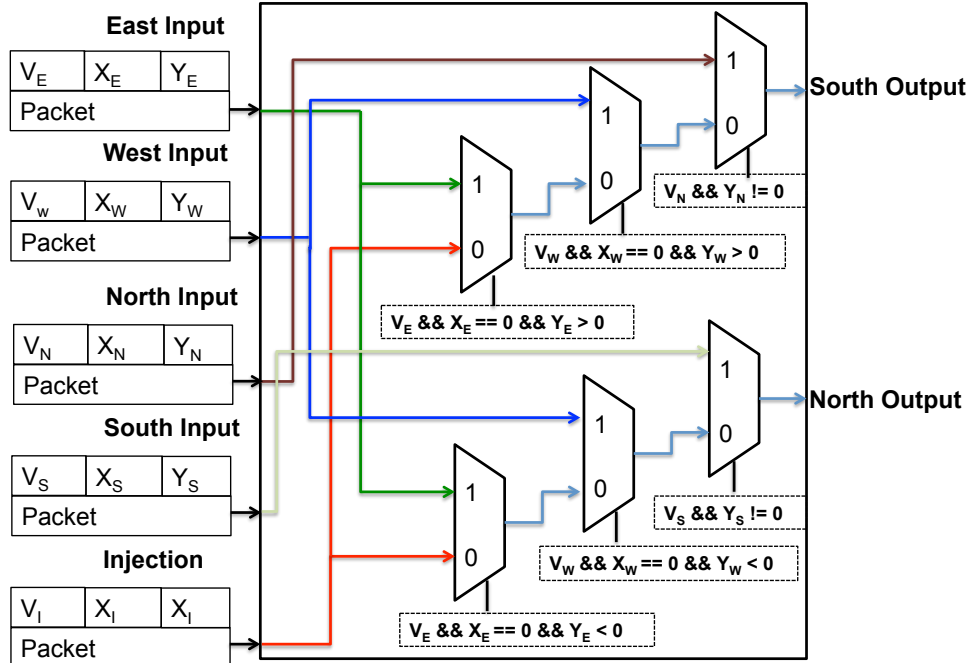 East Input
V_E X_E Y_E
Packet
West Input
V_w X_W Y_W
Packet
North Input
V_N X_N Y_N
Packet
South Input
V_S X_S Y_S
Packet
Injection
V_I X_I X_I
Packet
1
0
V_E && X_E == 0 && Y_E > 0
1
0
V_W && X_W == 0 && Y_W > 0
1
0
V_N && Y_N != 0
South Output
1
0
V_E && X_E == 0 && Y_E < 0
1
0
V_W && X_W == 0 && Y_W < 0
1
0
V_S && Y_S != 0
North Output